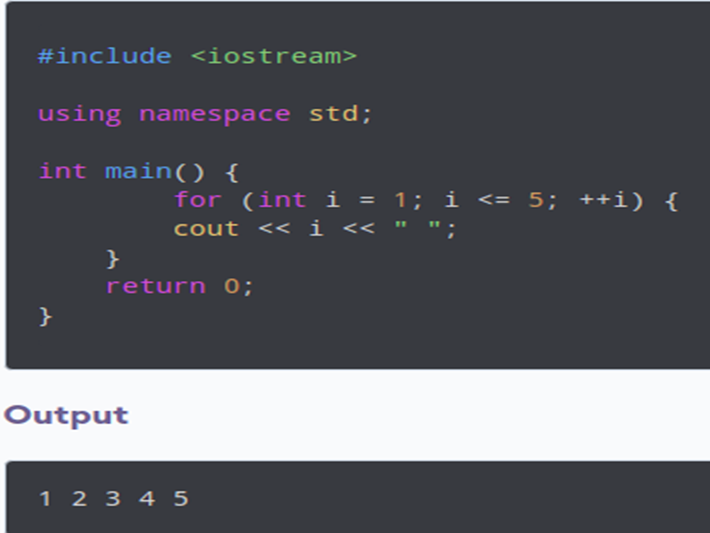 #include <iostream>
using namespace std;
int main() {
        for (int i = 1; i <= 5; ++i) {
        cout << i << " ";
    }
    return 0;
}
Output
1 2 3 4 5